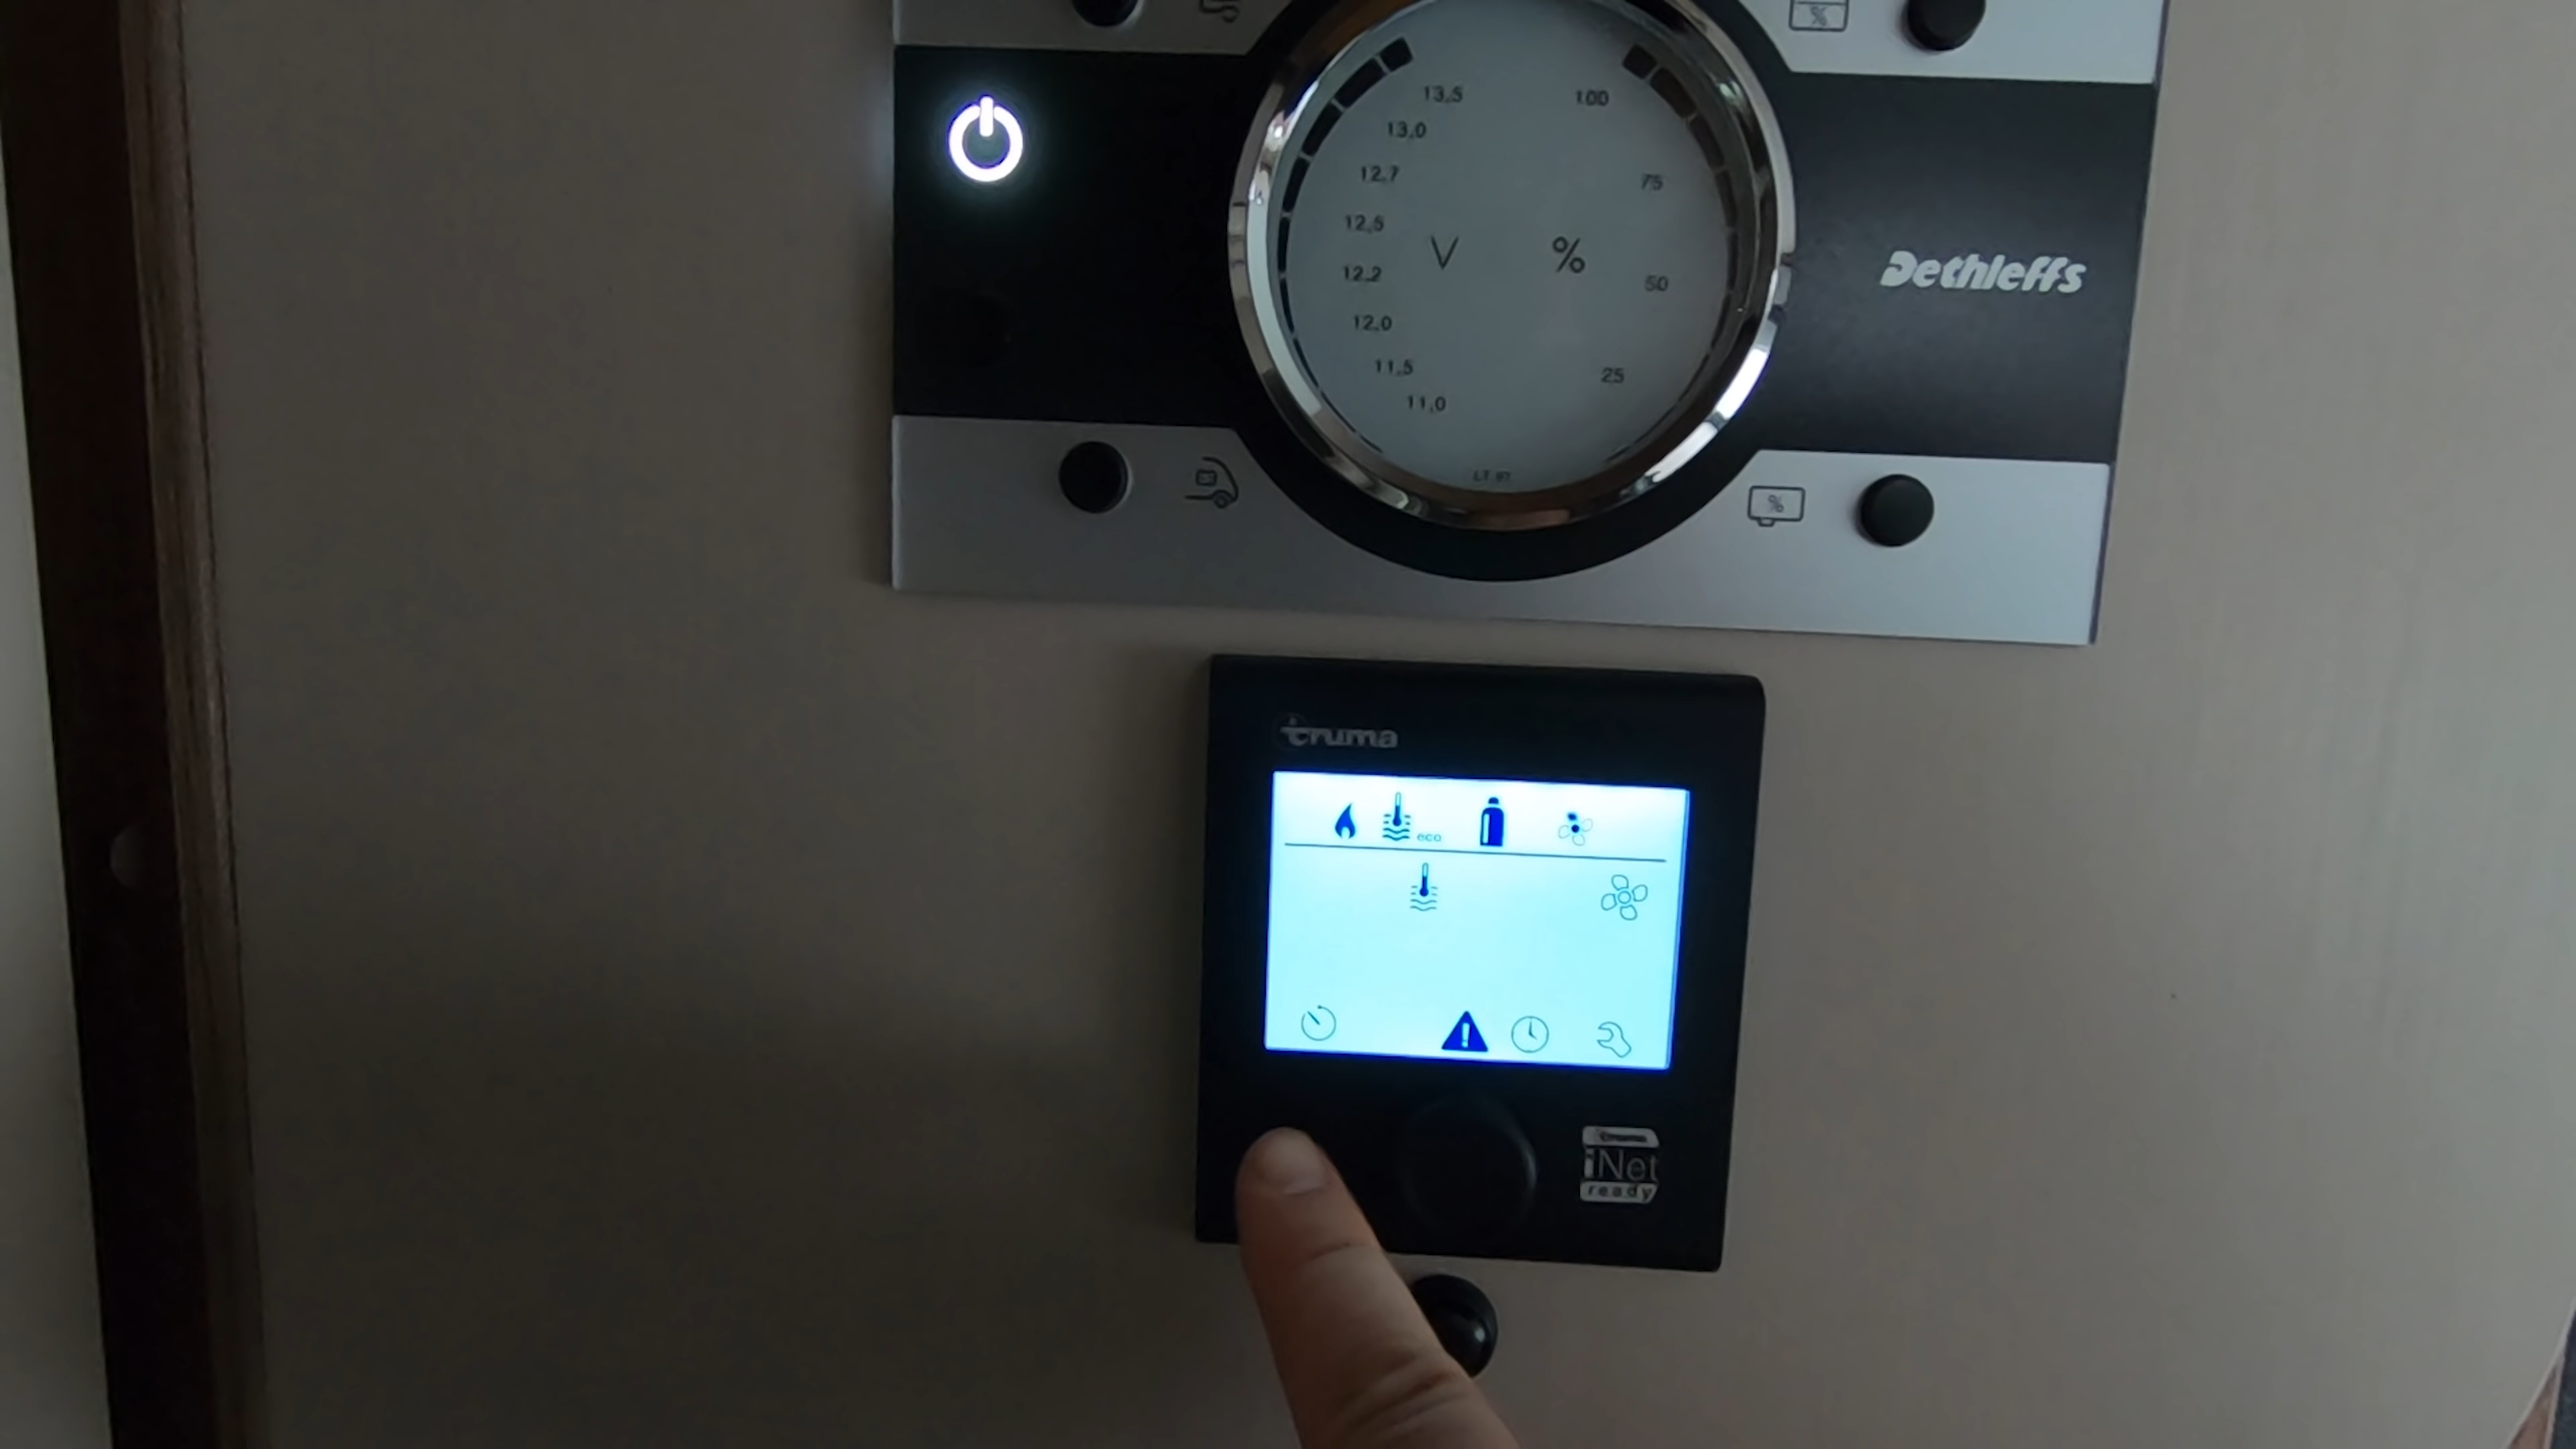 %
13,5 100
13,0
12,7 75
12,5
V %
12,2 50
12,0
11,5 25
11,0
Dethleffs
%
truma
eco
truma
iNet
ready